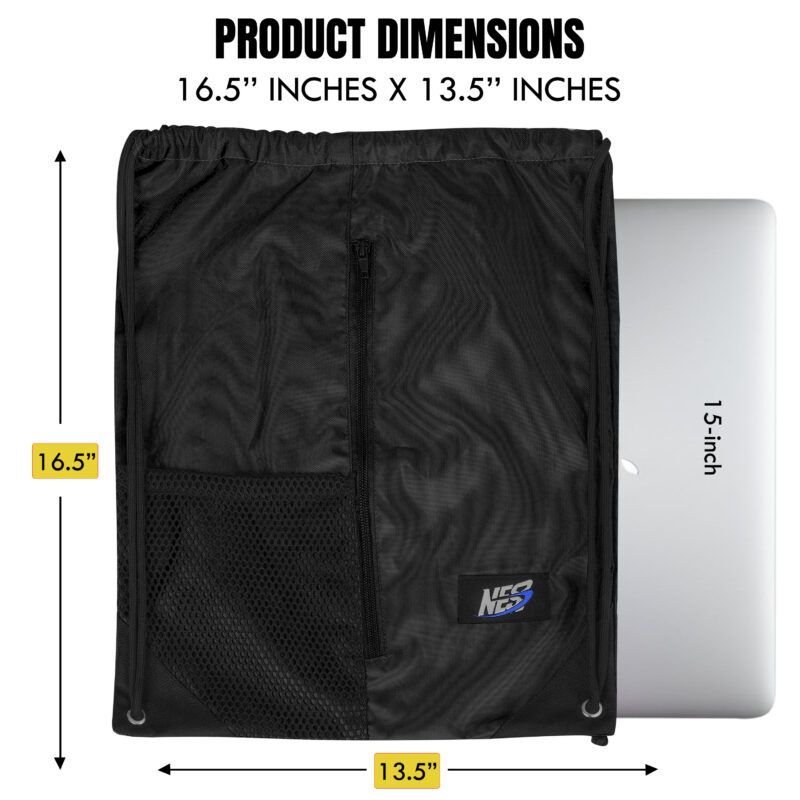 PRODUCT DIMENSIONS
16.5” INCHES X 13.5” INCHES
16.5”
15-inch
NES
13.5”